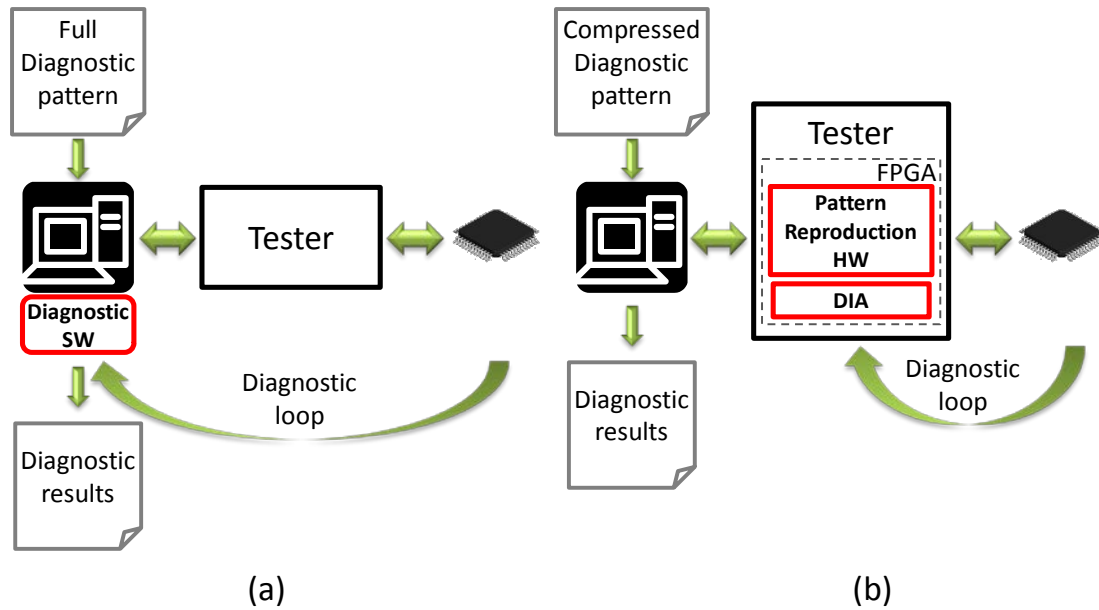 Full
Diagnostic
pattern
Tester
Diagnostic
SW
Diagnostic
loop
Diagnostic
results
(a)
Compressed
Diagnostic
pattern
Tester
FPGA
Pattern
Reproduction
HW
DIA
Diagnostic
loop
Diagnostic
results
(b)